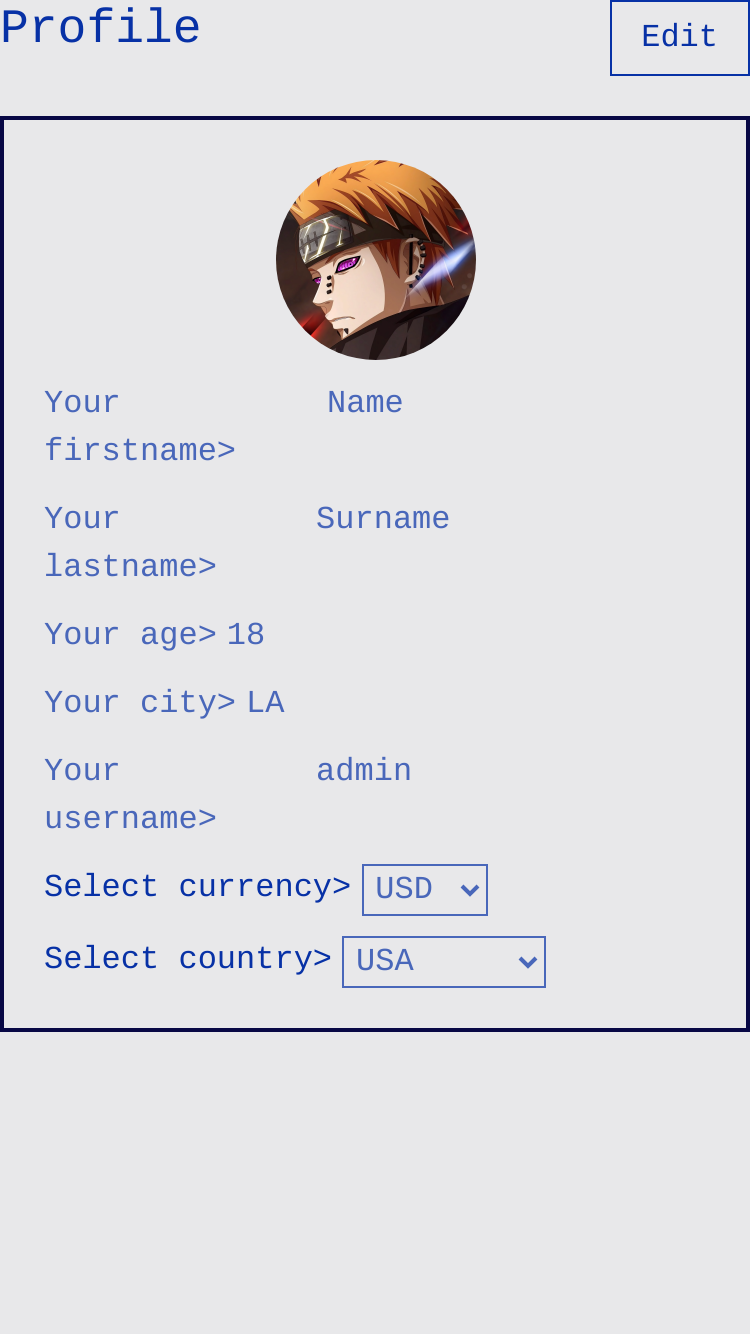 Profile
Edit
Your firstname> Name
Your lastname> Surname
Your age> 18
Your city> LA
Your username> admin
Select currency> USD
Select country> USA